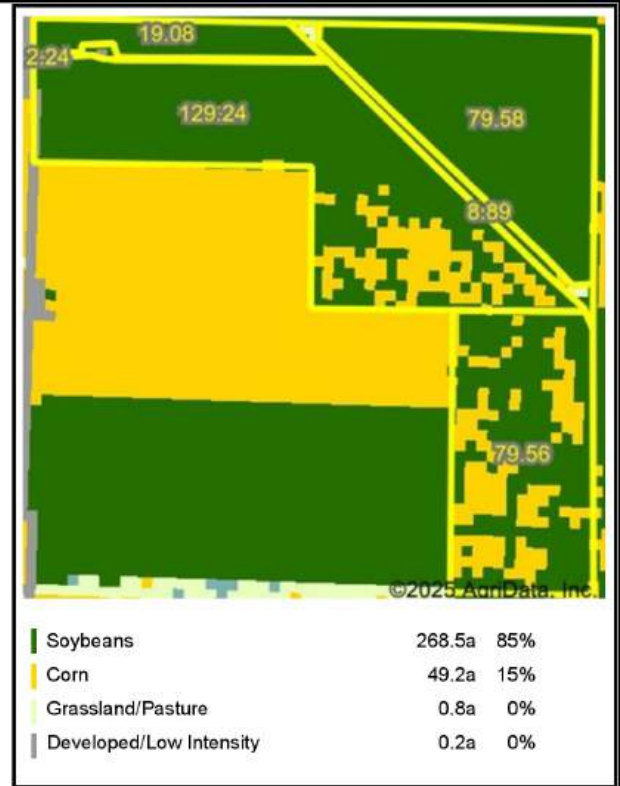 19.08
2.24
129.24
79.58
8.89
79.56
©2025 AgriData, Inc.
Soybeans 268.5a 85%
Corn 49.2a 15%
Grassland/Pasture 0.8a 0%
Developed/Low Intensity 0.2a 0%